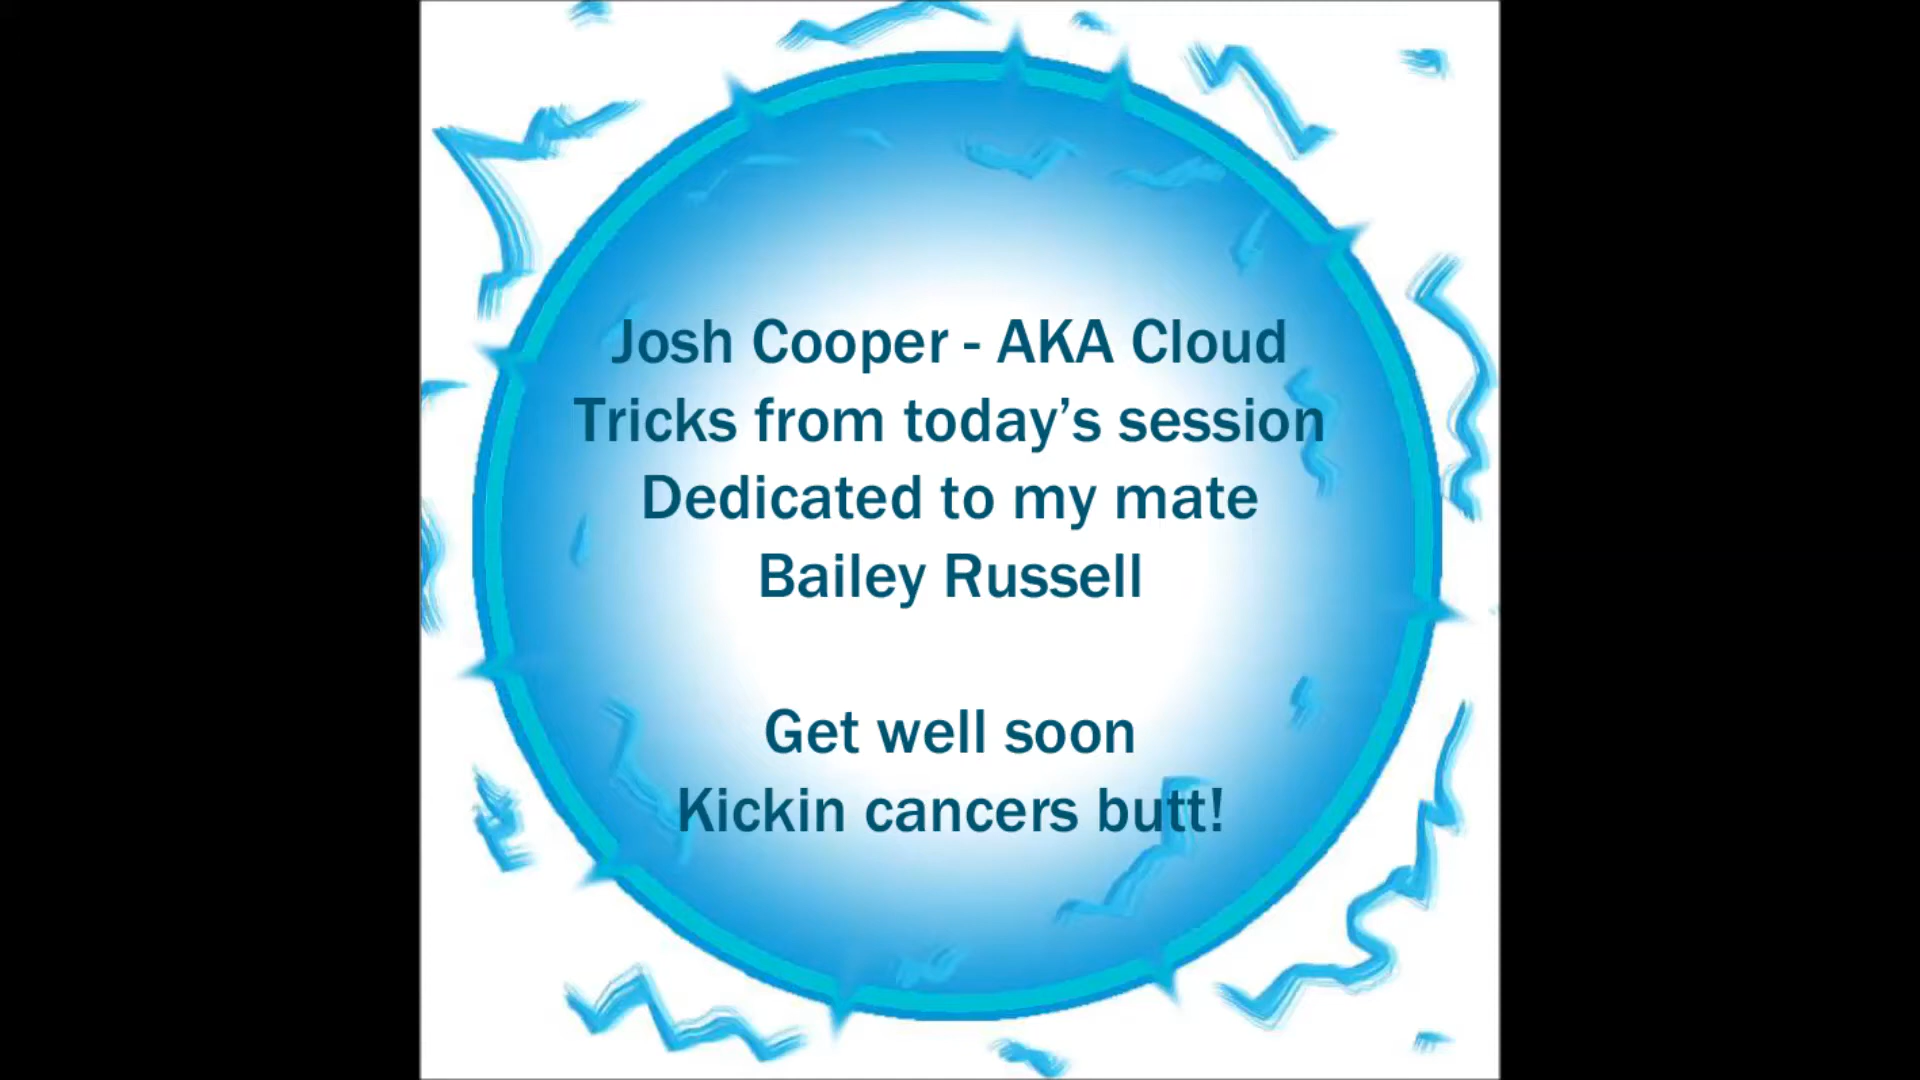 Josh Cooper - AKA Cloud
Tricks from today’s session
Dedicated to my mate
Bailey Russell
Get well soon
Kickin cancers butt!